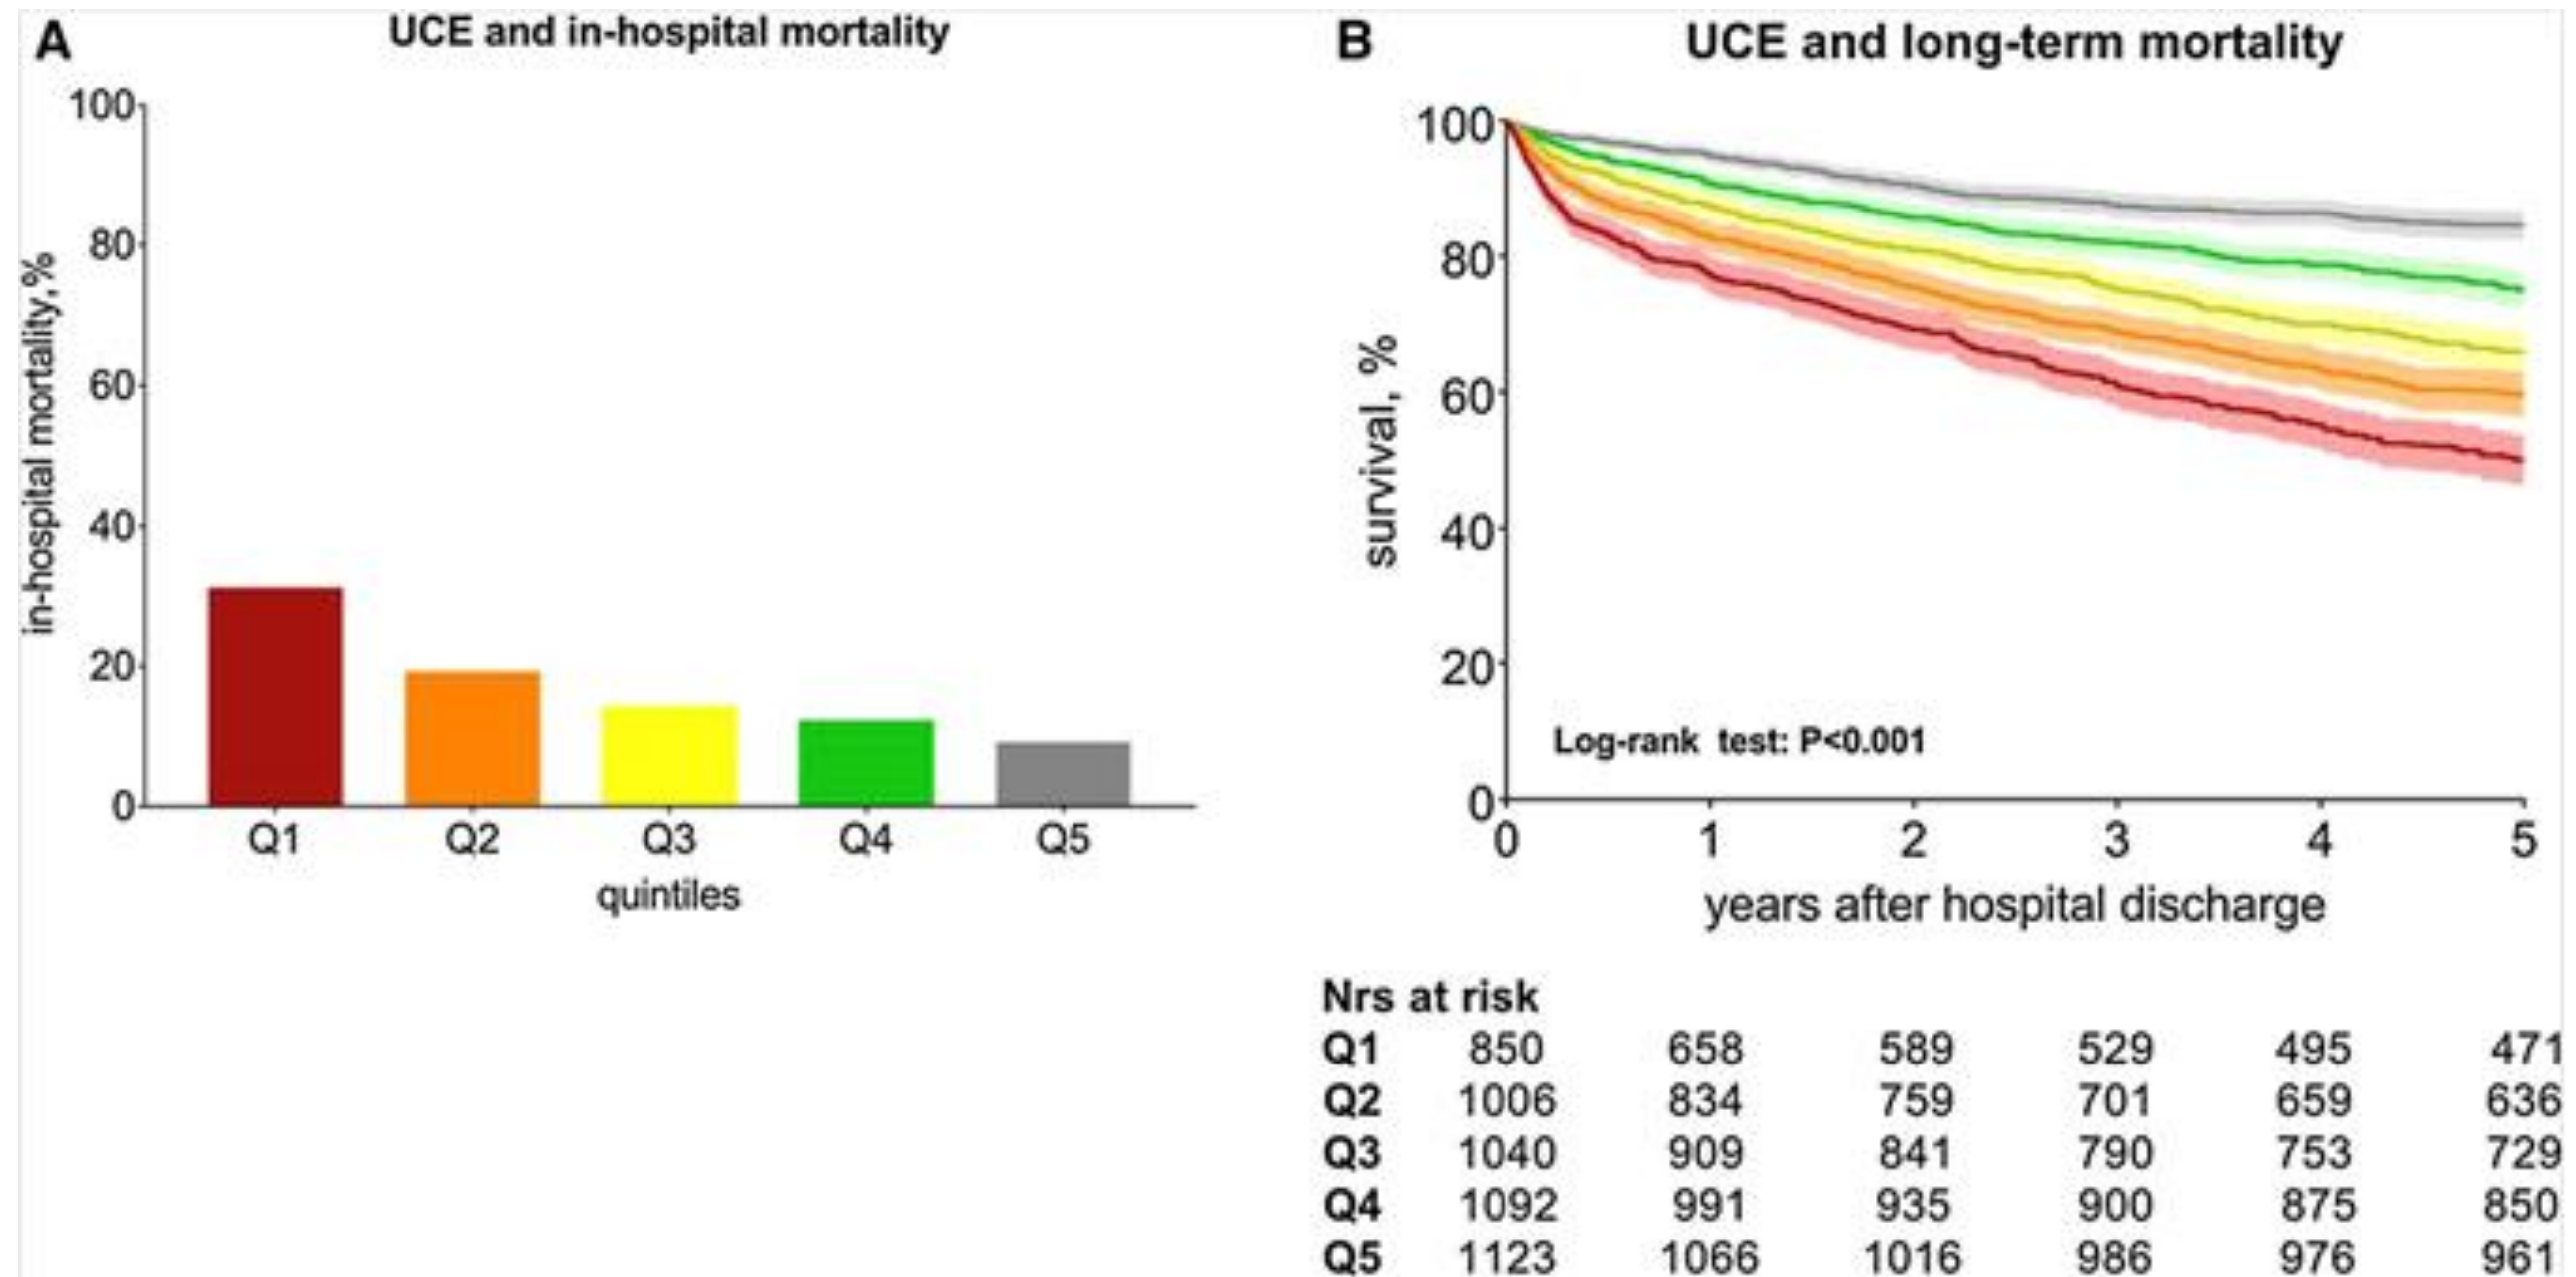 A
UCE and in-hospital mortality
in-hospital mortality,%
100
80
60
40
20
0
Q1 Q2 Q3 Q4 Q5
quintiles
B
UCE and long-term mortality
survival, %
100
80
60
40
20
0
Log-rank test: P<0.001
0 1 2 3 4 5
years after hospital discharge
Nrs at risk
Q1 850 658 589 529 495 471
Q2 1006 834 759 701 659 636
Q3 1040 909 841 790 753 729
Q4 1092 991 935 900 875 850
Q5 1123 1066 1016 986 976 961